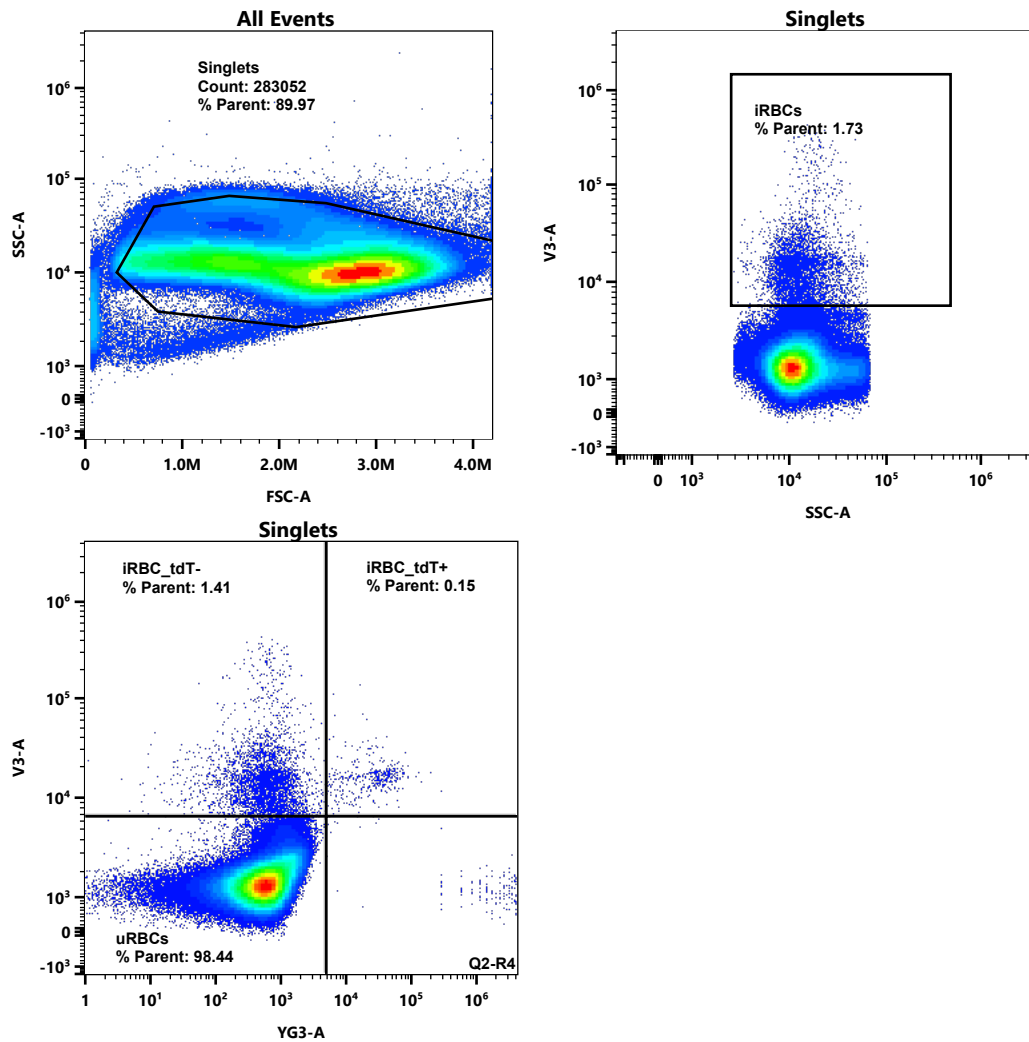 All Events
Singlets
Count: 283052
% Parent: 89.97
10⁶
10⁵
10⁴
10³
0
-10³
SSC-A
0
1.0M
2.0M
3.0M
4.0M
FSC-A
Singlets
iRBCs
% Parent: 1.73
10⁶
10⁵
10⁴
10³
0
-10³
V3-A
0
10³
10⁴
10⁵
10⁶
SSC-A
Singlets
iRBC_tdT-
% Parent: 1.41
iRBC_tdT+
% Parent: 0.15
10⁶
10⁵
10⁴
10³
0
-10³
V3-A
uRBCs
% Parent: 98.44
Q2-R4
1
10¹
10²
10³
10⁴
10⁵
10⁶
YG3-A